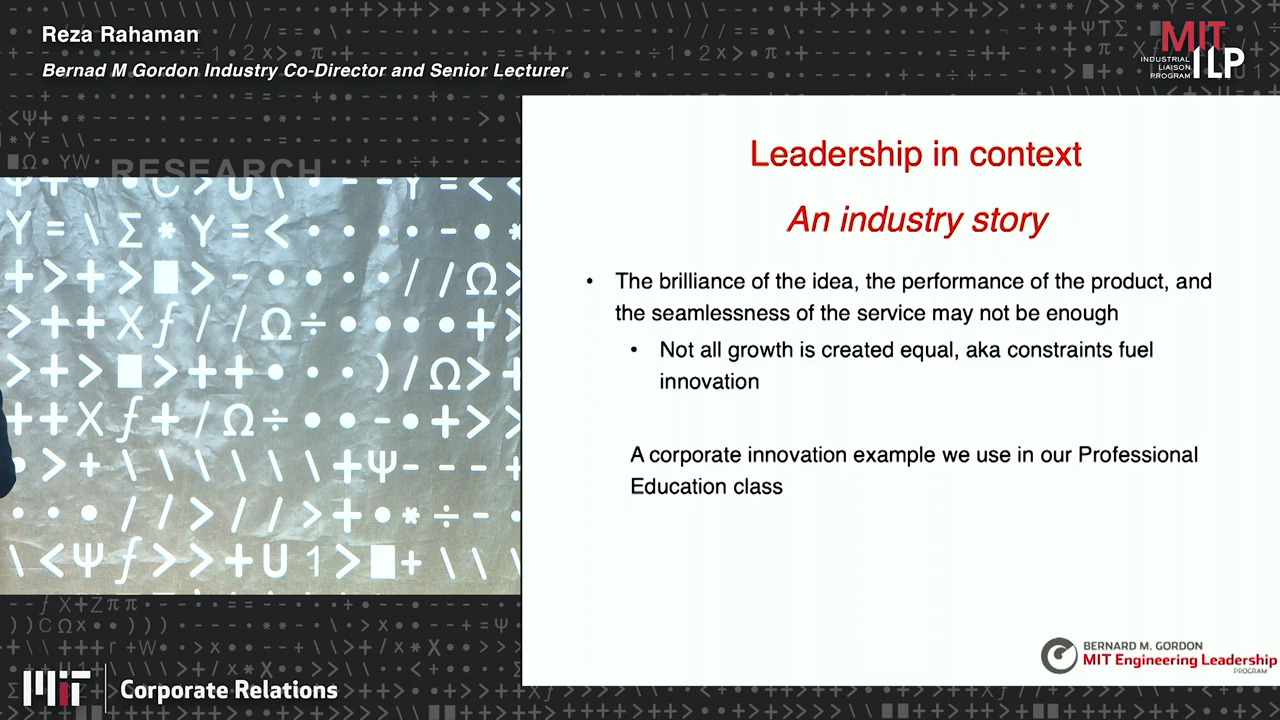 Reza Rahaman
Bernad M Gordon Industry Co-Director and Senior Lecturer
MIT
INDUSTRIAL
LIAISON
PROGRAM
ILP
RESEARCH
Leadership in context
An industry story
• The brilliance of the idea, the performance of the product, and
the seamlessness of the service may not be enough
• Not all growth is created equal, aka constraints fuel
innovation
A corporate innovation example we use in our Professional
Education class
BERNARD M. GORDON
MIT Engineering Leadership
PROGRAM
MIT
Corporate Relations